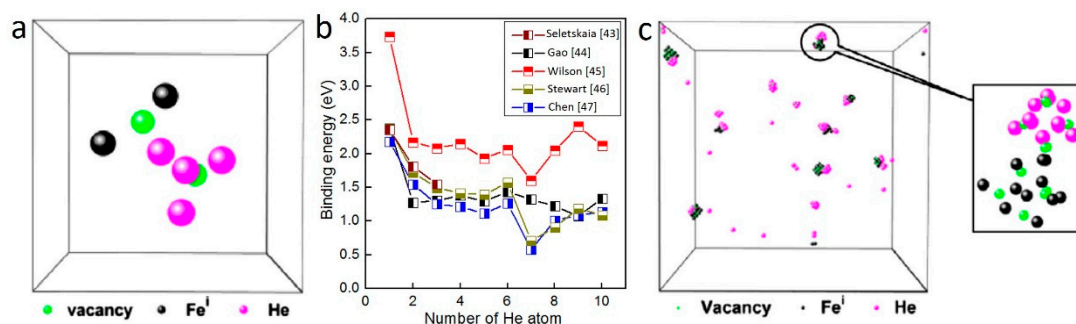 a
vacancy Feⁱ He
b
Binding energy (eV)
4.0
3.5
3.0
2.5
2.0
1.5
1.0
0.5
0.0
Seletskaia [43]
Gao [44]
Wilson [45]
Stewart [46]
Chen [47]
0 2 4 6 8 10
Number of He atom
c
Vacancy Feⁱ He